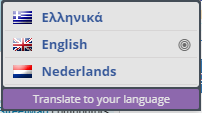 Ελληνικά
English
Nederlands
Translate to your language